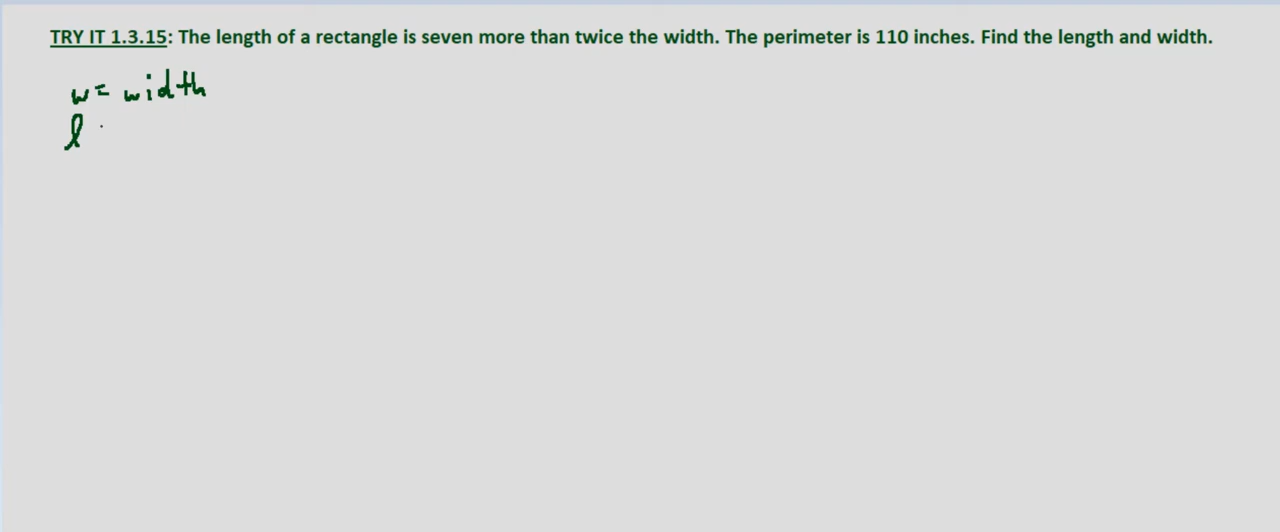 TRY IT 1.3.15: The length of a rectangle is seven more than twice the width. The perimeter is 110 inches. Find the length and width.
w = width
l